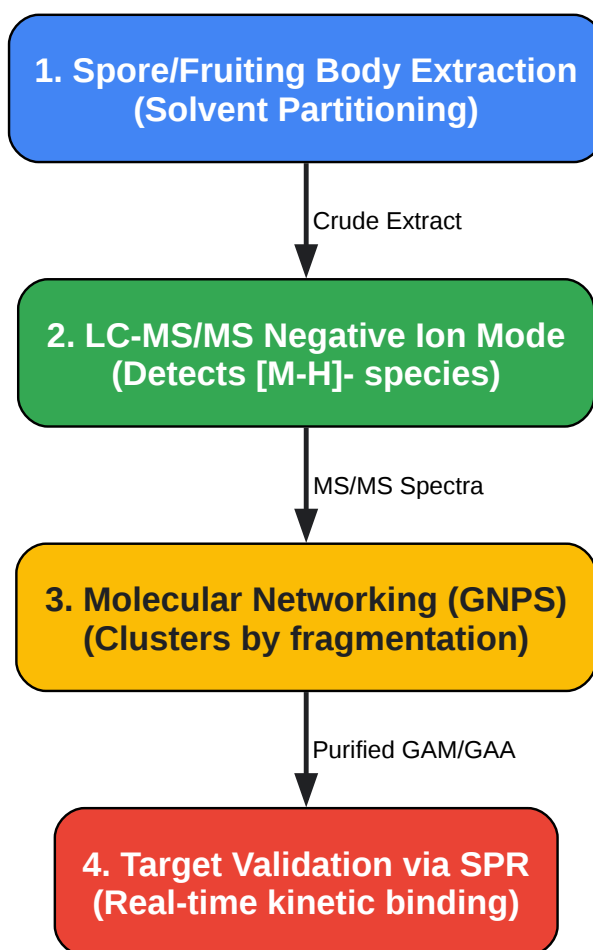 1. Spore/Fruiting Body Extraction
(Solvent Partitioning)
Crude Extract
2. LC-MS/MS Negative Ion Mode
(Detects [M-H]- species)
MS/MS Spectra
3. Molecular Networking (GNPS)
(Clusters by fragmentation)
Purified GAM/GAA
4. Target Validation via SPR
(Real-time kinetic binding)